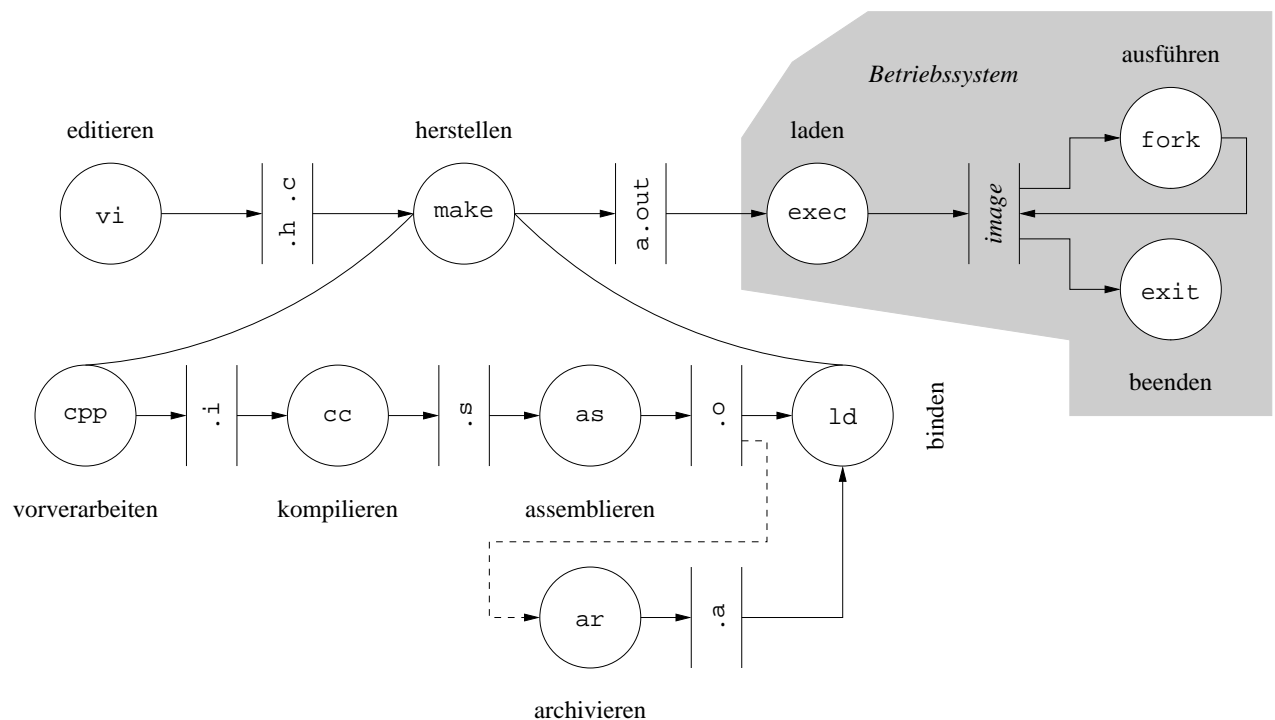 ausführen
Betriebssystem
editieren
herstellen
laden
fork
vi
.h .c
make
a.out
exec
image
exit
beenden
cpp
.i
cc
.s
as
.o
ld
binden
vorverarbeiten
kompilieren
assemblieren
ar
.a
archivieren